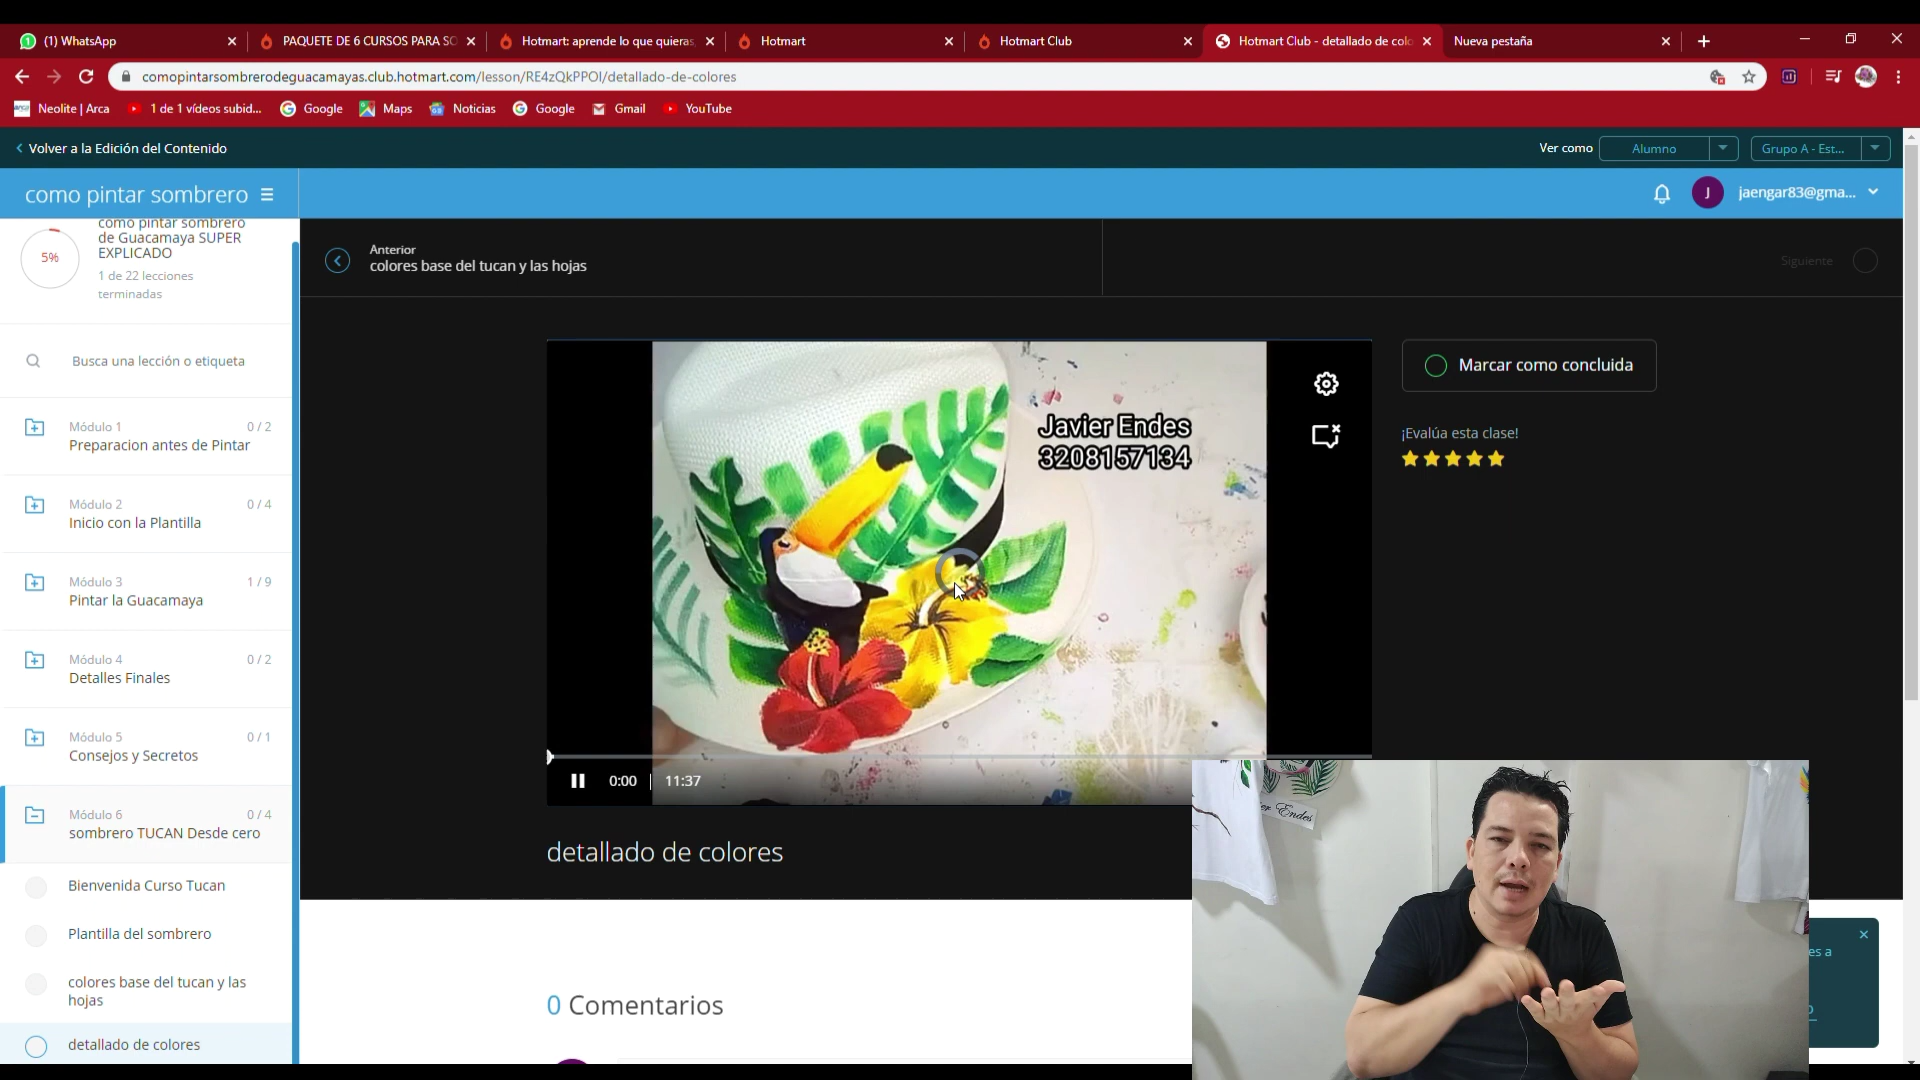 (1) WhatsApp
PAQUETE DE 6 CURSOS PARA SO
Hotmart: aprende lo que quieras
Hotmart
Hotmart Club
Hotmart Club - detallado de colo
Nueva pestaña
comopintarsombrerodeguacamayas.club.hotmart.com/lesson/RE4zQkPPOl/detallado-de-colores
Neolite | Arca
1 de 1 vídeos subid...
Google
Maps
Noticias
Google
Gmail
YouTube
Volver a la Edición del Contenido
Ver como
Alumno
Grupo A - Est...
como pintar sombrero
J
jaengar83@gma...
como pintar sombrero
de Guacamaya SUPER
EXPLICADO
5%
1 de 22 lecciones
terminadas
Anterior
colores base del tucan y las hojas
Siguiente
Busca una lección o etiqueta
Módulo 1
0 / 2
Preparacion antes de Pintar
Módulo 2
0 / 4
Inicio con la Plantilla
Módulo 3
1 / 9
Pintar la Guacamaya
Módulo 4
0 / 2
Detalles Finales
Módulo 5
0 / 1
Consejos y Secretos
Módulo 6
0 / 4
sombrero TUCAN Desde cero
Bienvenida Curso Tucan
Plantilla del sombrero
colores base del tucan y las
hojas
detallado de colores
Javier Endes
3208157134
0:00
11:37
Marcar como concluida
¡Evalúa esta clase!
detallado de colores
0 Comentarios
Endes
es a